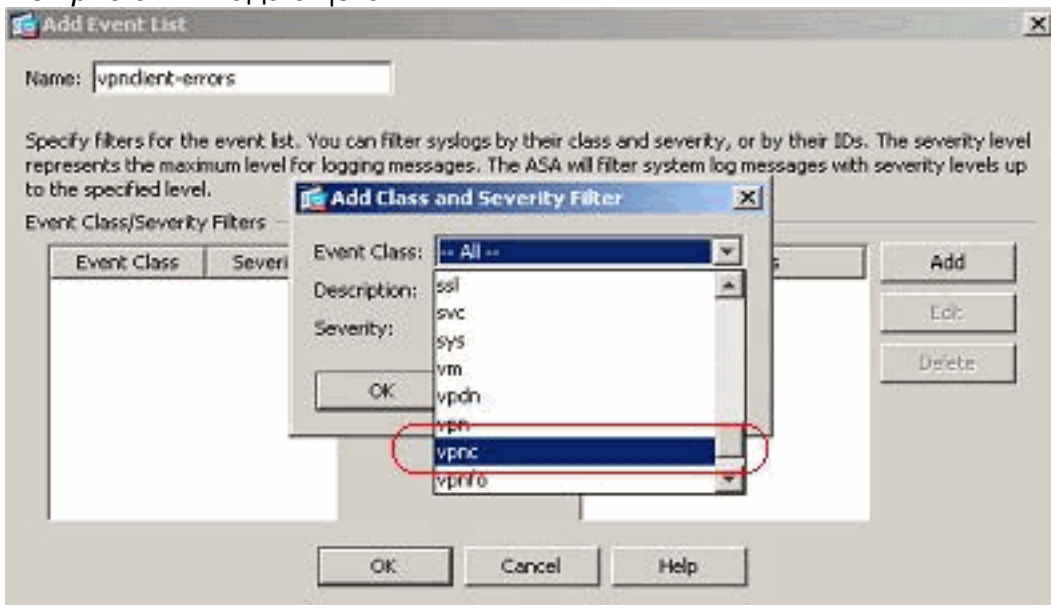 Add Event List
Name: vpndient-errors
Specify filters for the event list. You can filter syslogs by their class and severity, or by their IDs. The severity level
represents the maximum level for logging messages. The ASA will filter system log messages with severity levels up
to the specified level.
Add Class and Severity Filter
Event Class/Severity Filters
Event Class: -- All --
Event Class Severi
Add
Description:
ssl
svc
Edit
Severity:
sys
vm
Delete
OK
vpdn
vpn
vpnc
vpnfo
OK Cancel Help